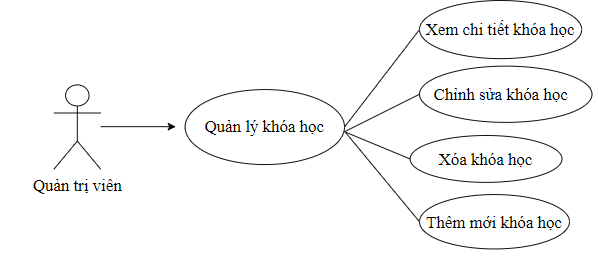 Xem chi tiết khóa học
Chỉnh sửa khóa học
Quản lý khóa học
Xóa khóa học
Quản trị viên
Thêm mới khóa học